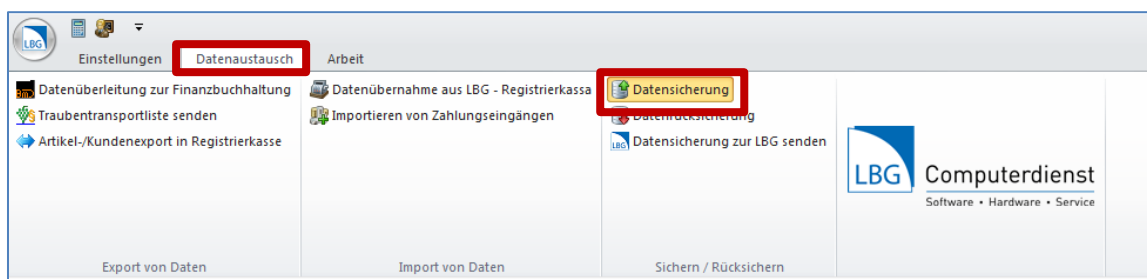 LBG
Einstellungen Datenaustausch Arbeit
Datenüberleitung zur Finanzbuchhaltung
Traubentransportliste senden
Artikel-/Kundenexport in Registrierkasse
Export von Daten
Datenübernahme aus LBG - Registrierkassa
Importieren von Zahlungseingängen
Import von Daten
Datensicherung
Datenrücksicherung
LBG Datensicherung zur LBG senden
Sichern / Rücksichern
LBG Computerdienst
Software • Hardware • Service